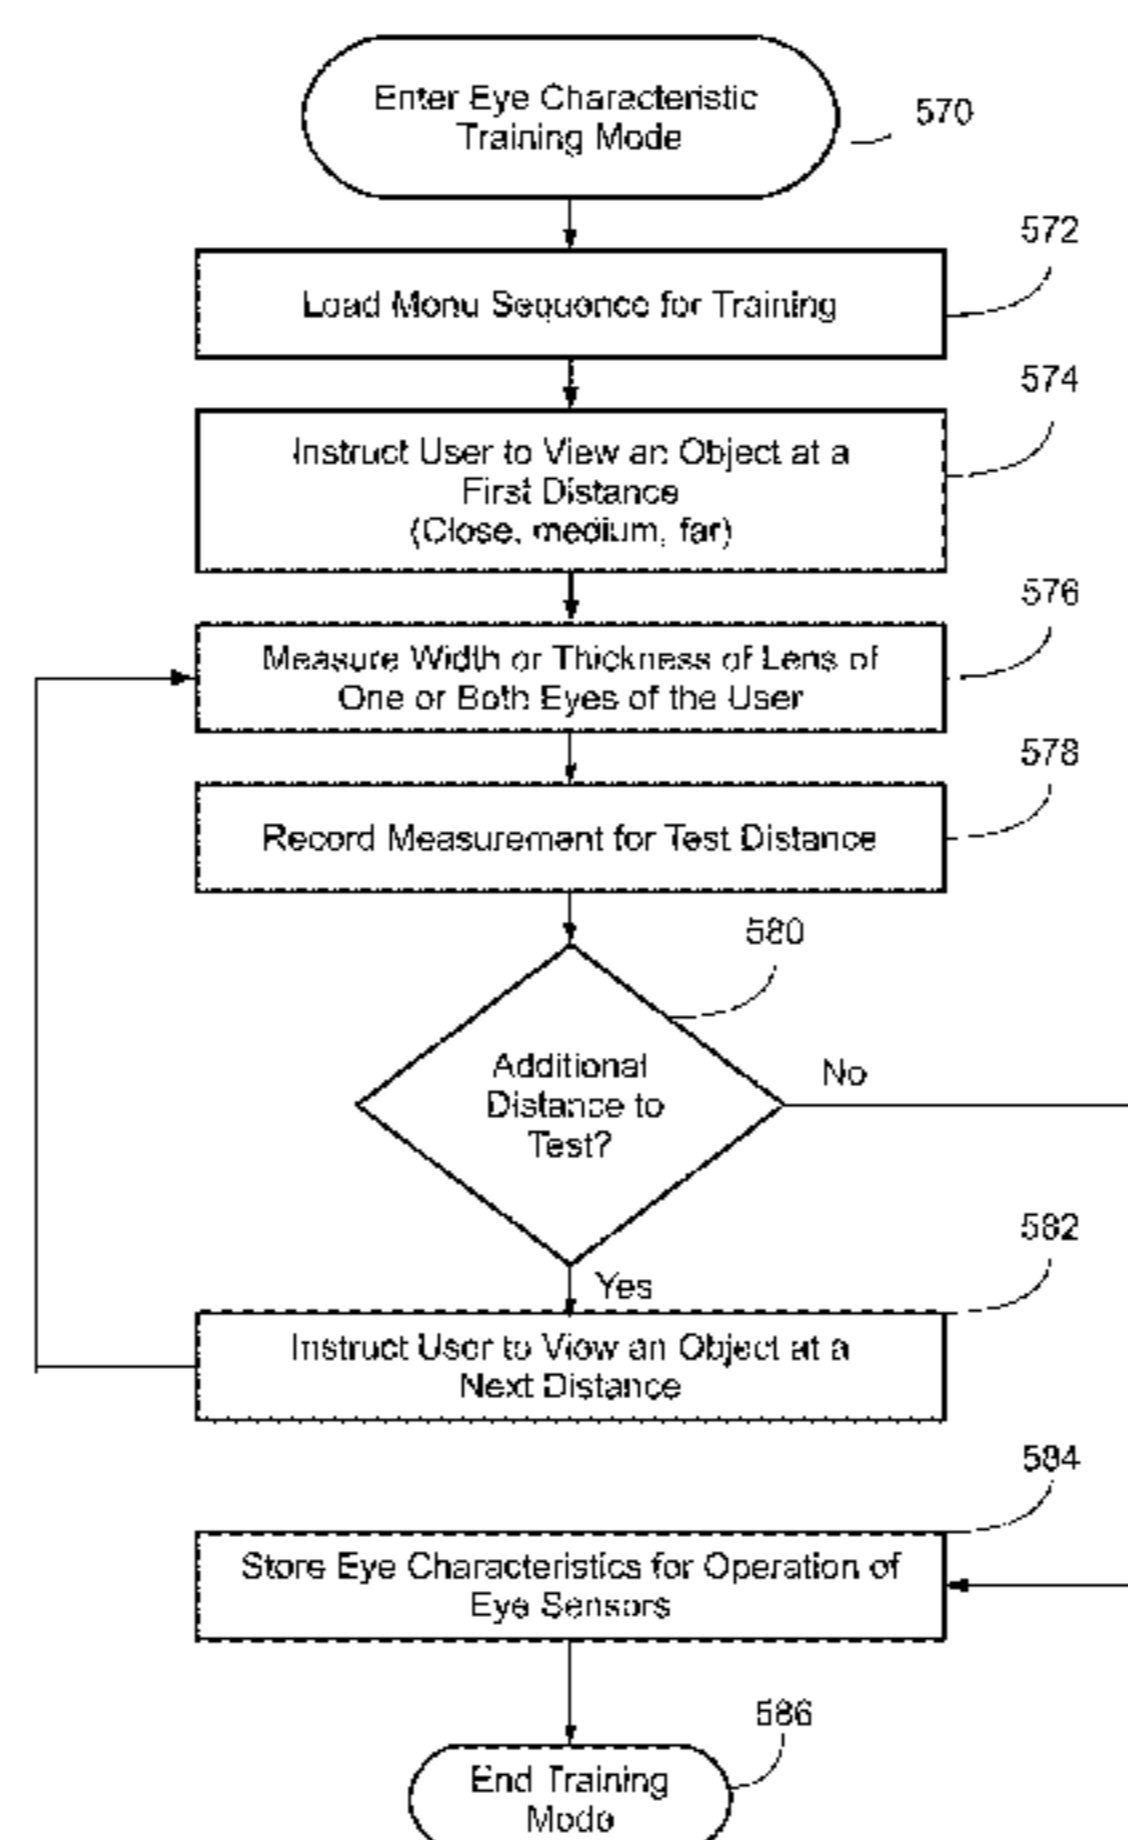 Enter Eye Characteristic
Training Mode
570
572
Load Menu Sequence for Training
574
Instruct User to View an Object at a
First Distance
(Close, medium, far)
576
Measure Width or Thickness of Lens of
One or Both Eyes of the User
578
Record Measurement for Test Distance
580
Additional
Distance to
Test?
No
582
Yes
Instruct User to View an Object at a
Next Distance
584
Store Eye Characteristics for Operation of
Eye Sensors
586
End Training
Mode